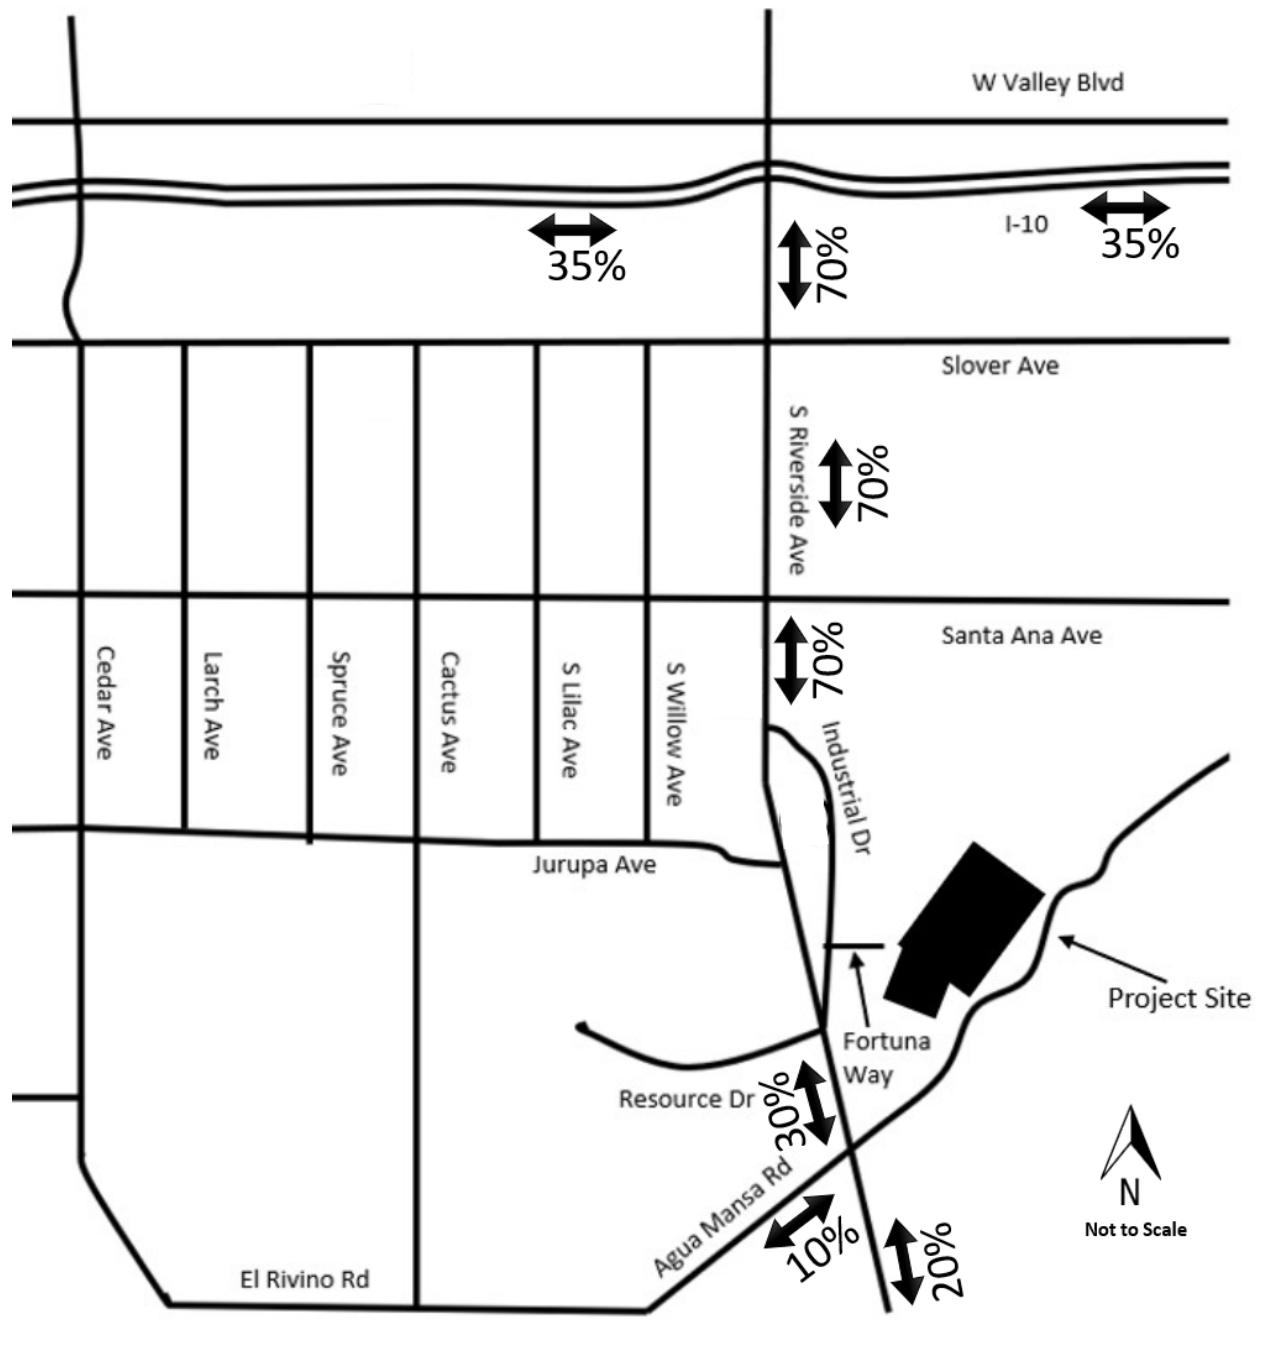 W Valley Blvd
I-10
35%
35%
70%
Slover Ave
S Riverside Ave
70%
Santa Ana Ave
70%
Cedar Ave
Larch Ave
Spruce Ave
Cactus Ave
S Lilac Ave
S Willow Ave
Industrial Dr
Jurupa Ave
Project Site
Fortuna
Way
Resource Dr
30%
Agua Mansa Rd
10%
20%
El Rivino Rd
N
Not to Scale